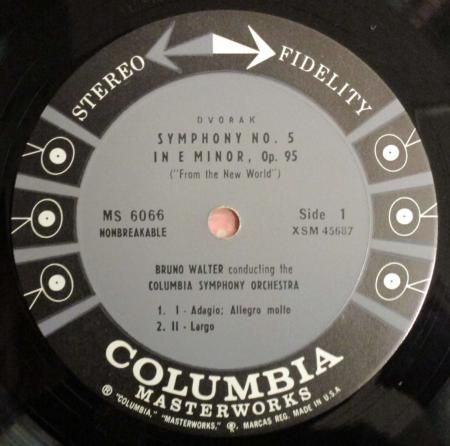 STEREO FIDELITY
DVORAK
SYMPHONY NO. 5
IN E MINOR, Op. 95
("From the New World")
MS 6066
NONBREAKABLE
Side 1
XSM 45687
BRUNO WALTER conducting the
COLUMBIA SYMPHONY ORCHESTRA
1. I - Adagio; Allegro molto
2. II - Largo
COLUMBIA
MASTERWORKS
® "COLUMBIA," "MASTERWORKS," MARCAS REG. MADE IN U.S.A